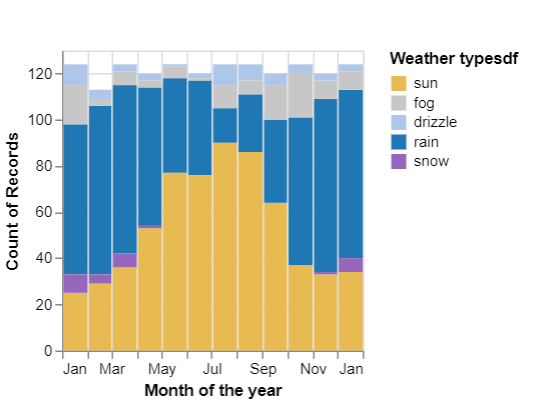 Weather typesdf
sun
fog
drizzle
rain
snow
Count of Records
120
100
80
60
40
20
0
Jan Mar May Jul Sep Nov Jan
Month of the year